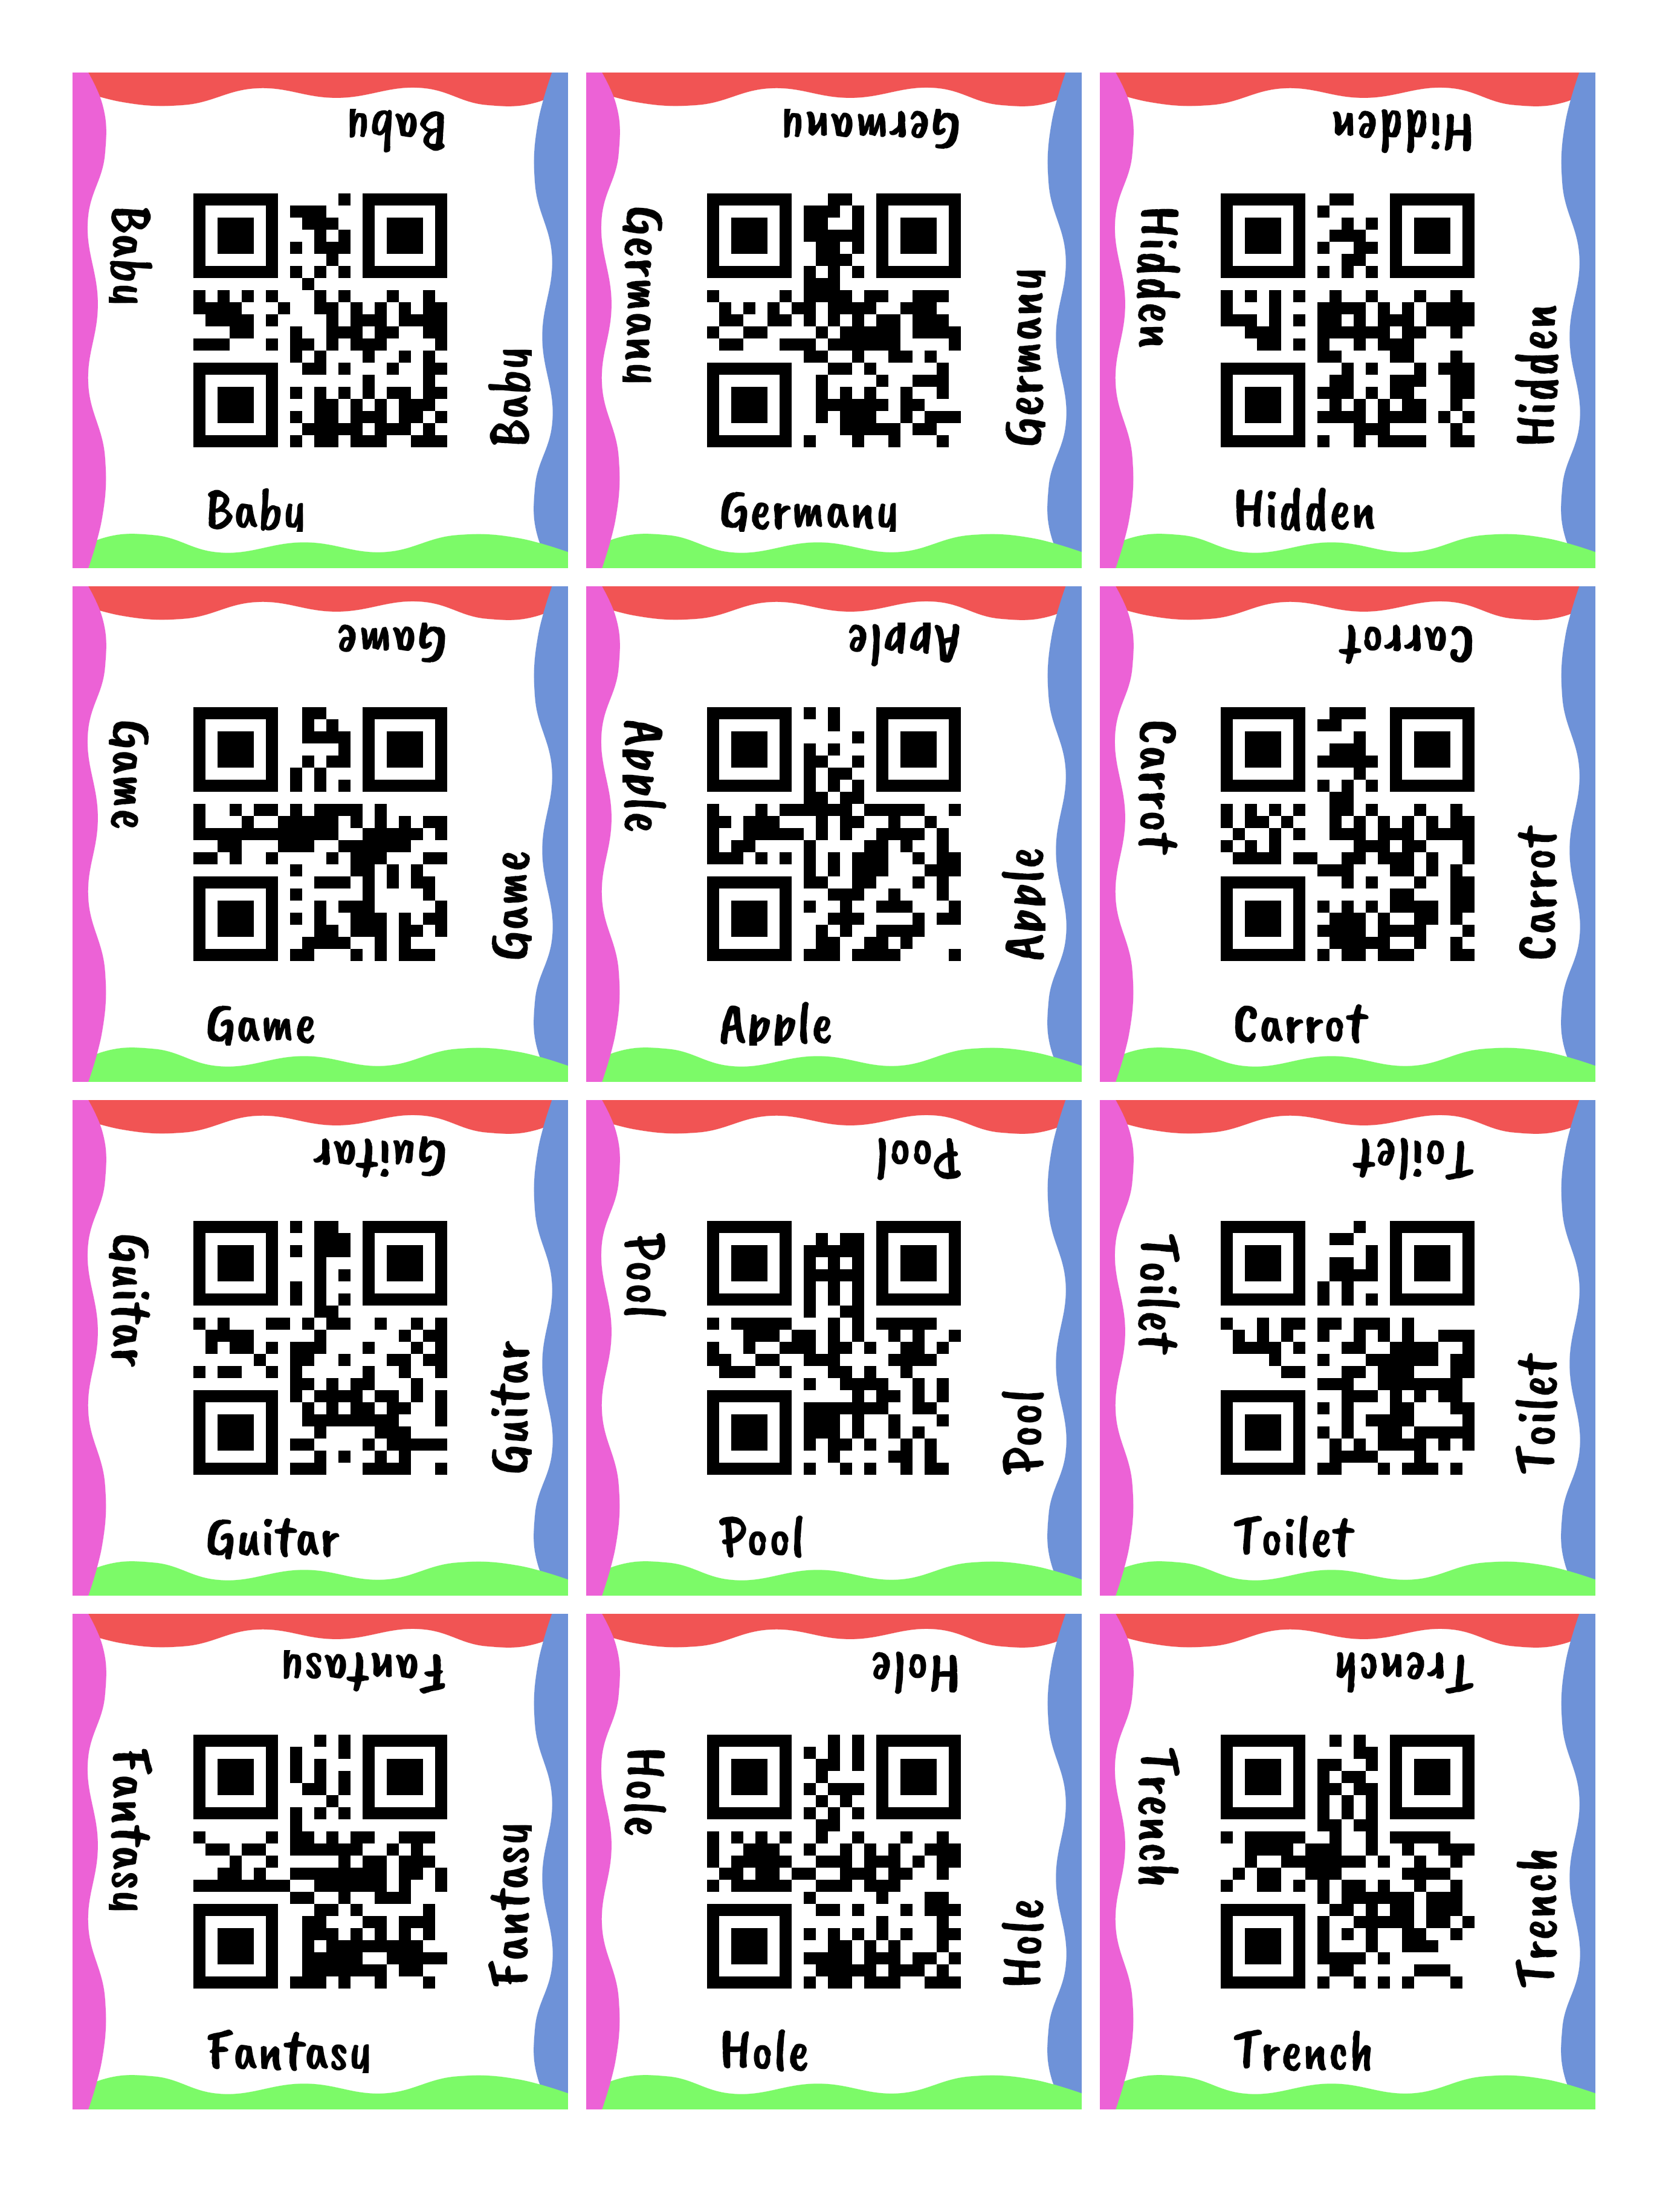 Baby
Baby
Baby
Baby
Germany
Germany
Germany
Germany
Hidden
Hidden
Hidden
Hidden
Game
Game
Game
Game
Apple
Apple
Apple
Apple
Carrot
Carrot
Carrot
Carrot
Guitar
Guitar
Guitar
Guitar
Pool
Pool
Pool
Pool
Toilet
Toilet
Toilet
Toilet
Fantasy
Fantasy
Fantasy
Fantasy
Hole
Hole
Hole
Hole
Trench
Trench
Trench
Trench